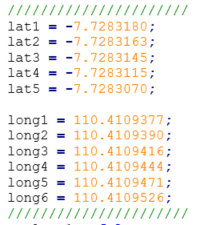 ////////////////////
lat1 = -7.7283180;
lat2 = -7.7283163;
lat3 = -7.7283145;
lat4 = -7.7283115;
lat5 = -7.7283070;
long1 = 110.4109377;
long2 = 110.4109390;
long3 = 110.4109416;
long4 = 110.4109444;
long5 = 110.4109471;
long6 = 110.4109526;
////////////////////